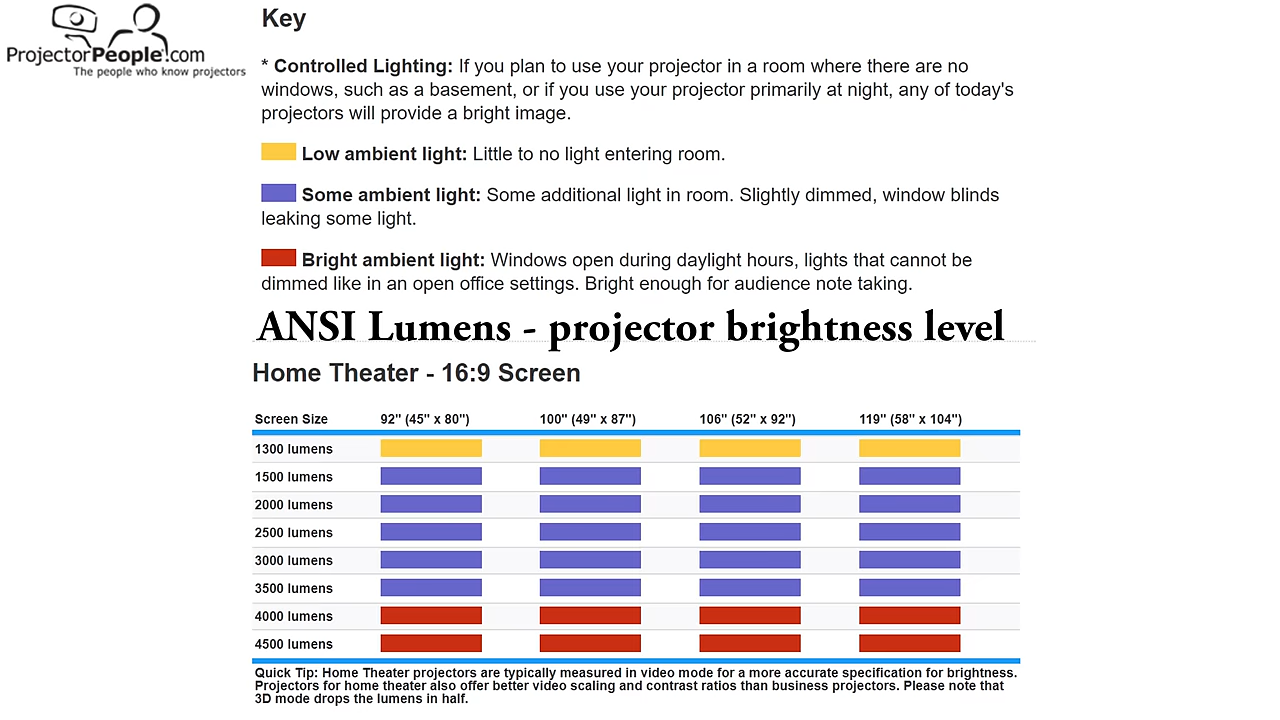 ProjectorPeople.com
The people who know projectors
Key
* Controlled Lighting: If you plan to use your projector in a room where there are no
windows, such as a basement, or if you use your projector primarily at night, any of today's
projectors will provide a bright image.
Low ambient light: Little to no light entering room.
Some ambient light: Some additional light in room. Slightly dimmed, window blinds
leaking some light.
Bright ambient light: Windows open during daylight hours, lights that cannot be
dimmed like in an open office settings. Bright enough for audience note taking.
ANSI Lumens - projector brightness level
Home Theater - 16:9 Screen
Screen Size 92" (45" x 80") 100" (49" x 87") 106" (52" x 92") 119" (58" x 104")
1300 lumens
1500 lumens
2000 lumens
2500 lumens
3000 lumens
3500 lumens
4000 lumens
4500 lumens
Quick Tip: Home Theater projectors are typically measured in video mode for a more accurate specification for brightness.
Projectors for home theater also offer better video scaling and contrast ratios than business projectors. Please note that
3D mode drops the lumens in half.